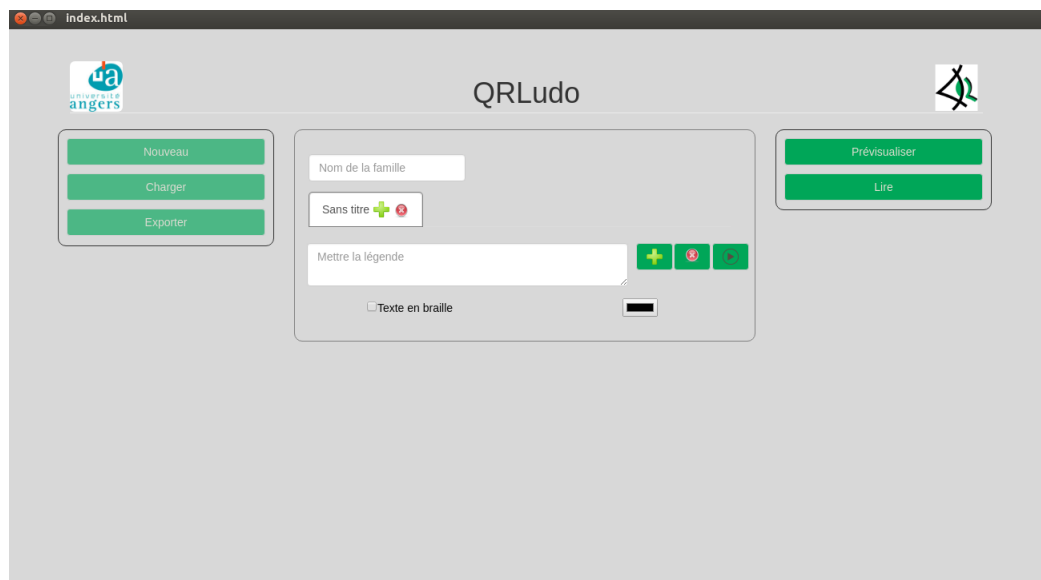 index.html
ua
université
angers
QRLudo
Nouveau
Charger
Exporter
Nom de la famille
Sans titre
Mettre la légende
Texte en braille
Prévisualiser
Lire